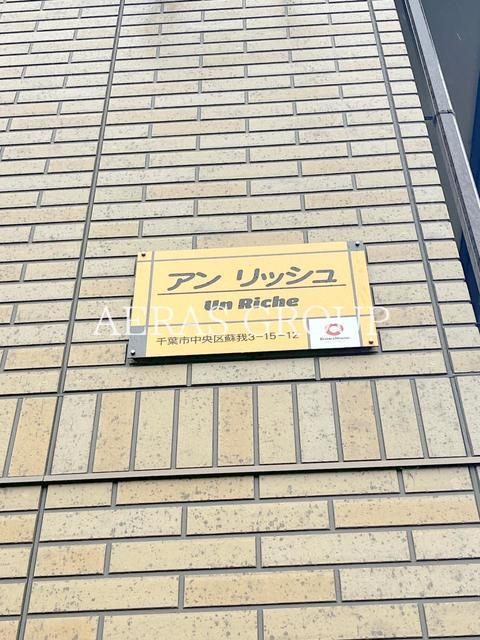 アン リッシュ
Un Riche
AERAS GROUP
千葉市中央区蘇我3-15-12